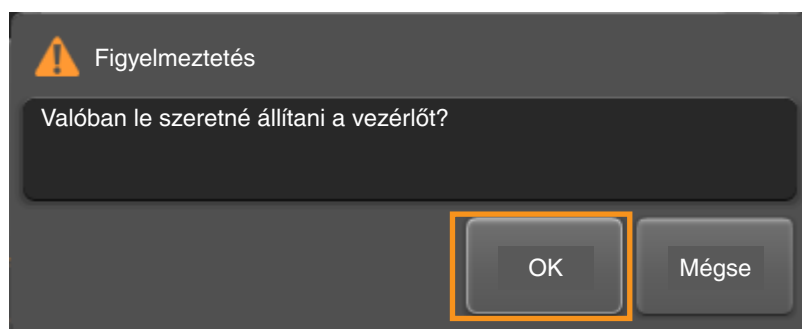 Figyelmeztetés
Valóban le szeretné állítani a vezérlőt?
OK
Mégse